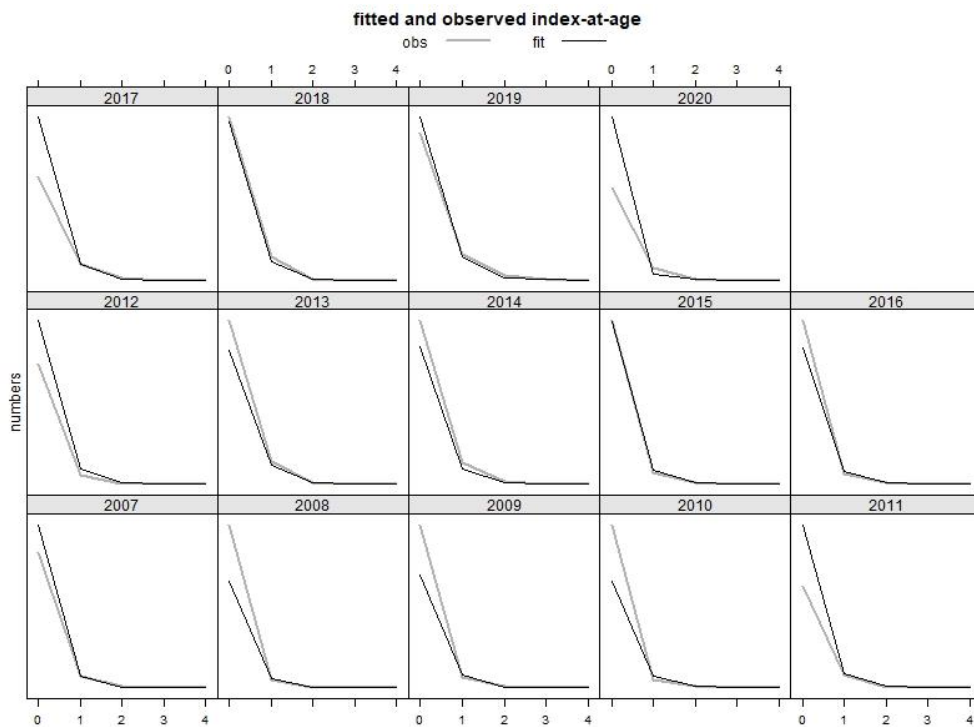 fitted and observed index-at-age
obs fit
0 1 2 3 4
0 1 2 3 4
2017 2018 2019 2020
2012 2013 2014 2015 2016
numbers
2007 2008 2009 2010 2011
0 1 2 3 4
0 1 2 3 4
0 1 2 3 4